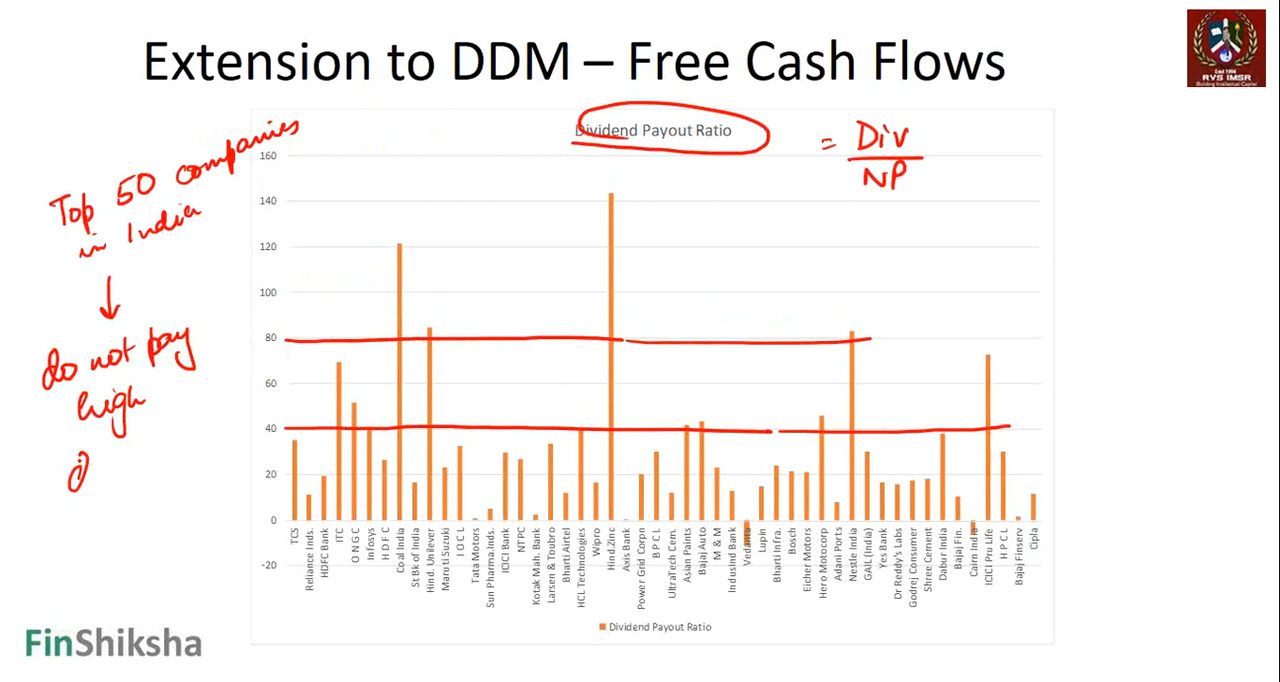 Extension to DDM – Free Cash Flows
Estd 1994
RVS IMSR
Building Intellectual Capital
Dividend Payout Ratio
= Div
NP
Top 50 companies
in India
↓
do not pay
high
i)
160
140
120
100
80
60
40
20
0
-20
TCS
Reliance Inds.
HDFC Bank
ITC
O N G C
Infosys
H D F C
Coal India
St Bk of India
Hind. Unilever
Maruti Suzuki
I O C L
Tata Motors
Sun Pharma.Inds.
ICICI Bank
NTPC
Kotak Mah. Bank
Larsen & Toubro
Bharti Airtel
HCL Technologies
Wipro
Hind.Zinc
Axis Bank
Power Grid Corpn
B P C L
UltraTech Cem.
Asian Paints
Bajaj Auto
M & M
IndusInd Bank
Vedanta
Lupin
Bharti Infra.
Bosch
Eicher Motors
Hero Motocorp
Adani Ports
Nestle India
GAIL (India)
Yes Bank
Dr Reddy's Labs
Godrej Consumer
Shree Cement
Dabur India
Bajaj Fin.
Cairn India
ICICI Pru Life
H P C L
Bajaj Finserv
Cipla
Dividend Payout Ratio
FinShiksha